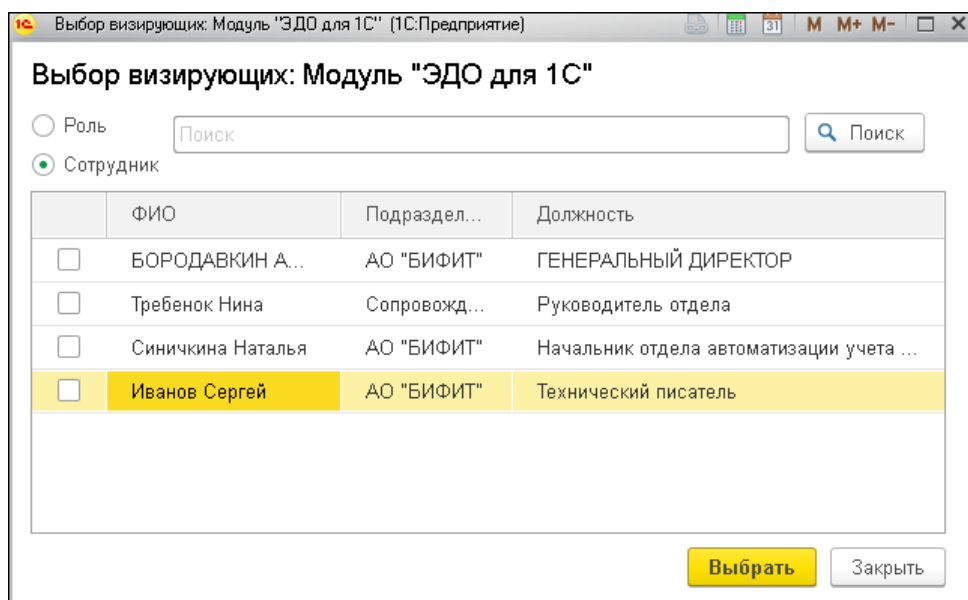 1С Выбор визирующих: Модуль "ЭДО для 1С" (1С:Предприятие) 31 M M+ M-
Выбор визирующих: Модуль "ЭДО для 1С"
Роль
Поиск
Поиск
Сотрудник
ФИО Подраздел... Должность
БОРОДАВКИН А... АО "БИФИТ" ГЕНЕРАЛЬНЫЙ ДИРЕКТОР
Требенок Нина Сопровожд... Руководитель отдела
Синичкина Наталья АО "БИФИТ" Начальник отдела автоматизации учета ...
Иванов Сергей АО "БИФИТ" Технический писатель
Выбрать Закрыть